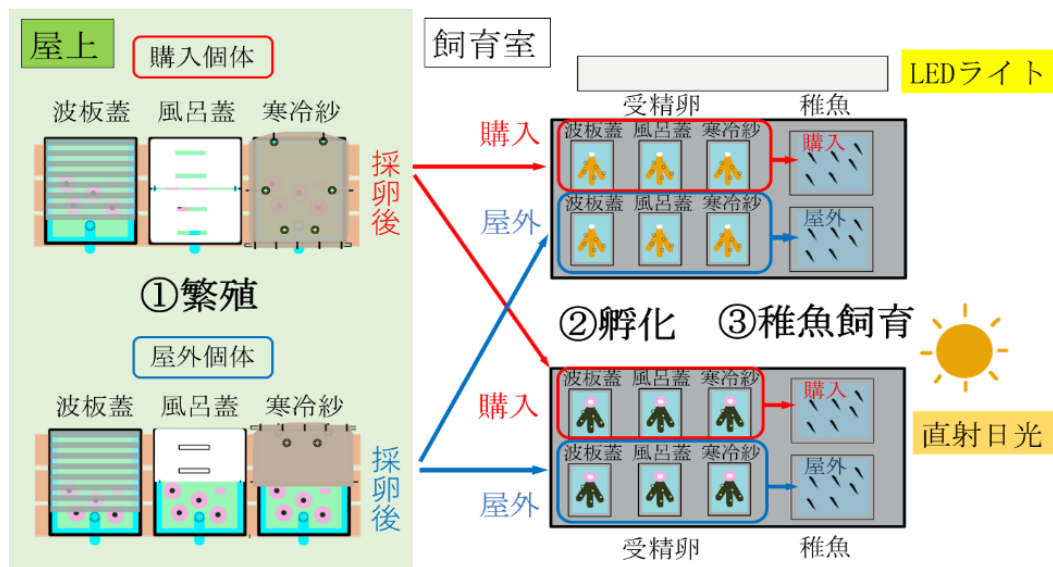 屋上
購入個体
波板蓋 風呂蓋 寒冷紗
採卵後
①繁殖
屋外個体
波板蓋 風呂蓋 寒冷紗
採卵後
飼育室
LEDライト
受精卵 稚魚
購入
波板蓋 風呂蓋 寒冷紗
購入
屋外
波板蓋 風呂蓋 寒冷紗
屋外
②孵化 ③稚魚飼育
購入
波板蓋 風呂蓋 寒冷紗
購入
直射日光
屋外
波板蓋 風呂蓋 寒冷紗
屋外
受精卵 稚魚